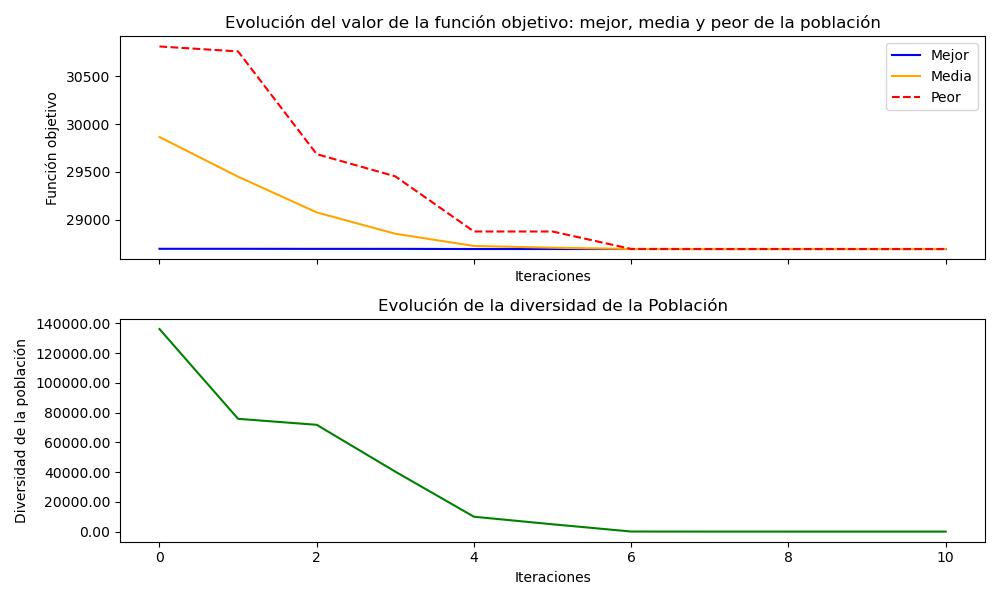 Evolución del valor de la función objetivo: mejor, media y peor de la población
Función objetivo
30500
30000
29500
29000
Mejor
Media
Peor
Iteraciones
Evolución de la diversidad de la Población
Diversidad de la población
140000.00
120000.00
100000.00
80000.00
60000.00
40000.00
20000.00
0.00
0 2 4 6 8 10
Iteraciones